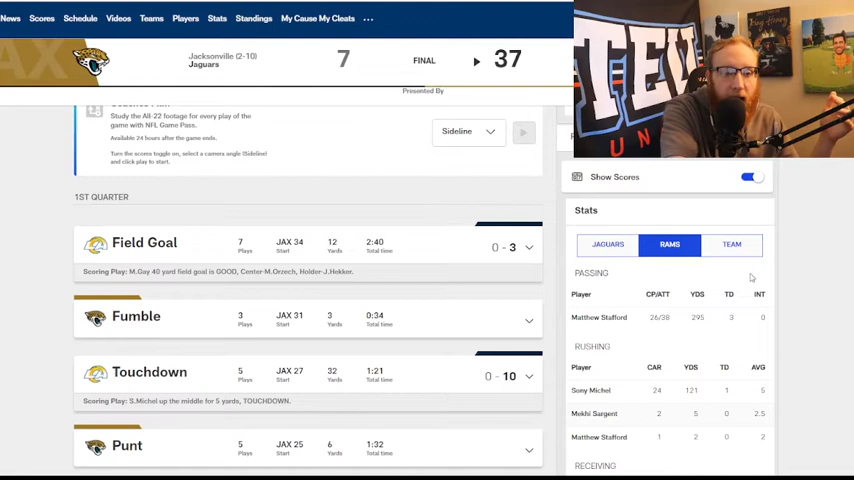 News Scores Schedule Videos Teams Players Stats Standings My Cause My Cleats ...
Jacksonville (2-10)
Jaguars
7
FINAL
37
Presented By
Study the All-22 footage for every play of the
game with NFL Game Pass.
Available 24 hours after the game ends.
Turn the scores toggle on, select a camera angle (Sideline)
and click play to start.
Sideline
1ST QUARTER
Field Goal
7 JAX 34 12 2:40
Plays Start Yards Total time
0 - 3
Scoring Play: M.Gay 40 yard field goal is GOOD, Center-M.Orzech, Holder-J.Hekker.
Fumble
3 JAX 31 3 0:34
Plays Start Yards Total time
Touchdown
5 JAX 27 32 1:21
Plays Start Yards Total time
0 - 10
Scoring Play: S.Michel up the middle for 5 yards, TOUCHDOWN.
Punt
5 JAX 25 6 1:32
Plays Start Yards Total time
Show Scores
Stats
JAGUARS RAMS TEAM
PASSING
Player CP/ATT YDS TD INT
Matthew Stafford 26/38 295 3 0
RUSHING
Player CAR YDS TD AVG
Sony Michel 24 121 1 5
Mekhi Sargent 2 5 0 2.5
Matthew Stafford 1 2 0 2
RECEIVING